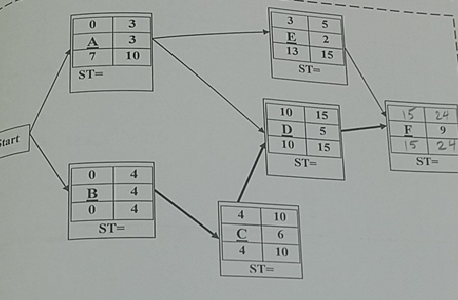 0 3
A 3
7 10
ST=
3 5
E 2
13 15
ST=
10 15
D 5
10 15
ST=
15 24
F 9
15 24
ST=
Start
0 4
B 4
0 4
ST=
4 10
C 6
4 10
ST=